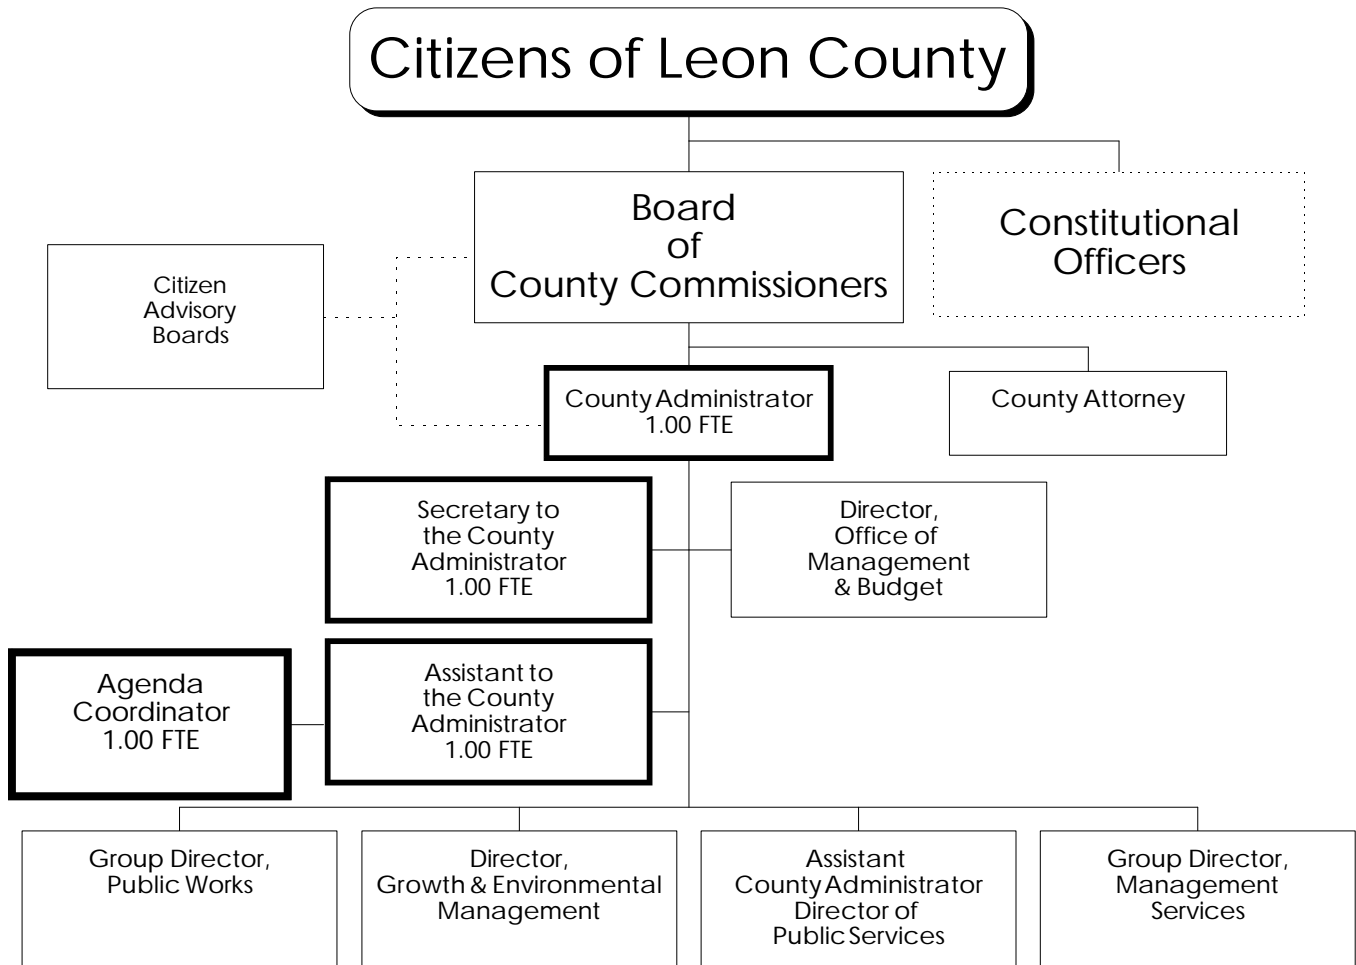 Citizens of Leon County
Board
of
County Commissioners
Constitutional
Officers
Citizen
Advisory
Boards
County Administrator
1.00 FTE
County Attorney
Secretary to
the County
Administrator
1.00 FTE
Director,
Office of
Management
& Budget
Agenda
Coordinator
1.00 FTE
Assistant to
the County
Administrator
1.00 FTE
Group Director,
Public Works
Director,
Growth & Environmental
Management
Assistant
County Administrator
Director of
Public Services
Group Director,
Management
Services